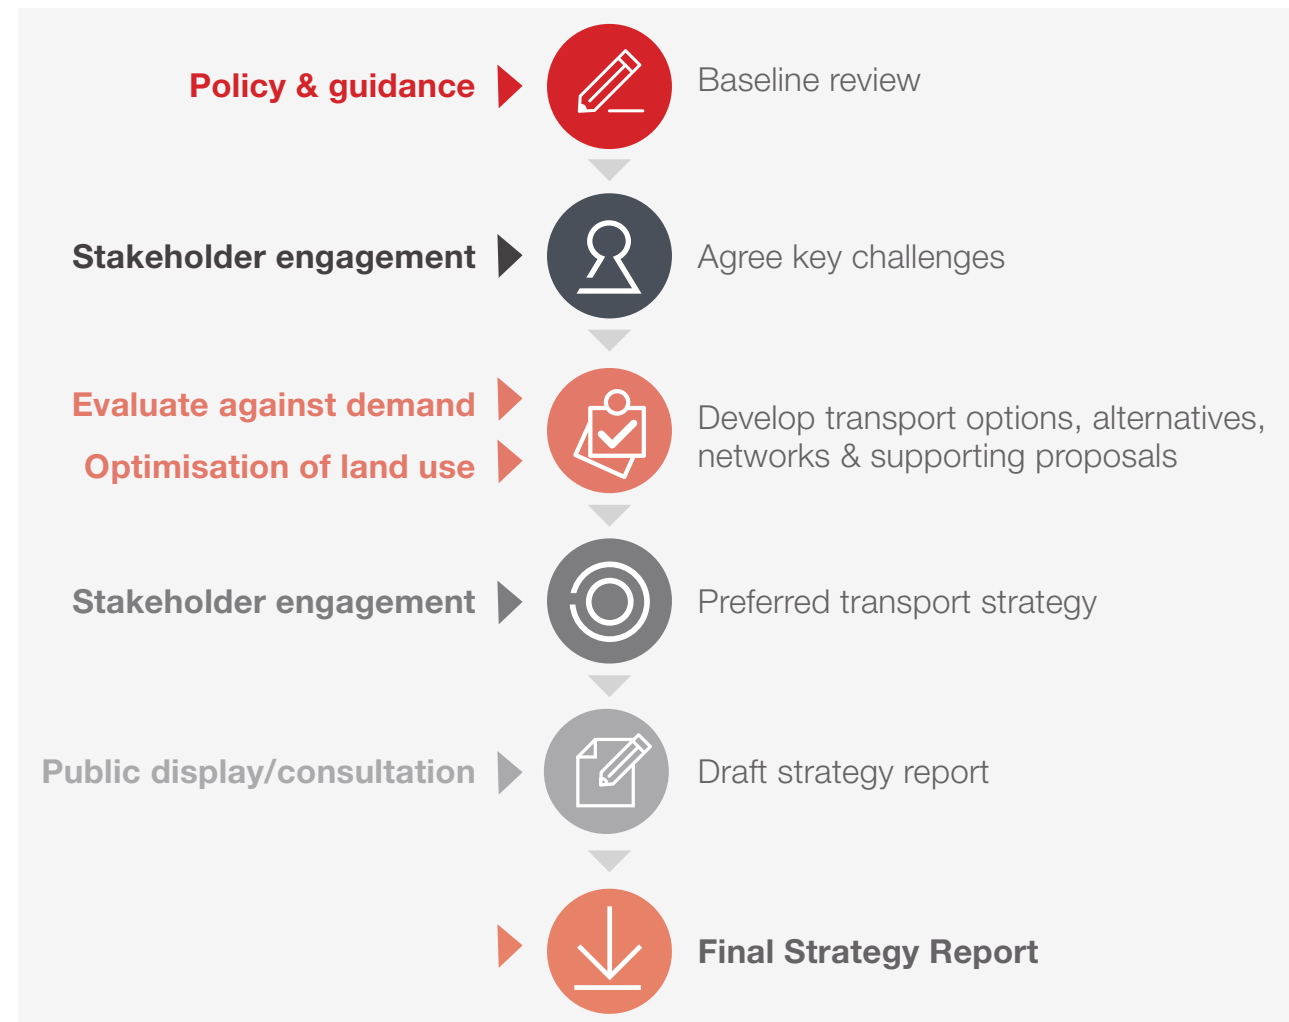 Policy & guidance
Baseline review
Stakeholder engagement
Agree key challenges
Evaluate against demand
Optimisation of land use
Develop transport options, alternatives,
networks & supporting proposals
Stakeholder engagement
Preferred transport strategy
Public display/consultation
Draft strategy report
Final Strategy Report